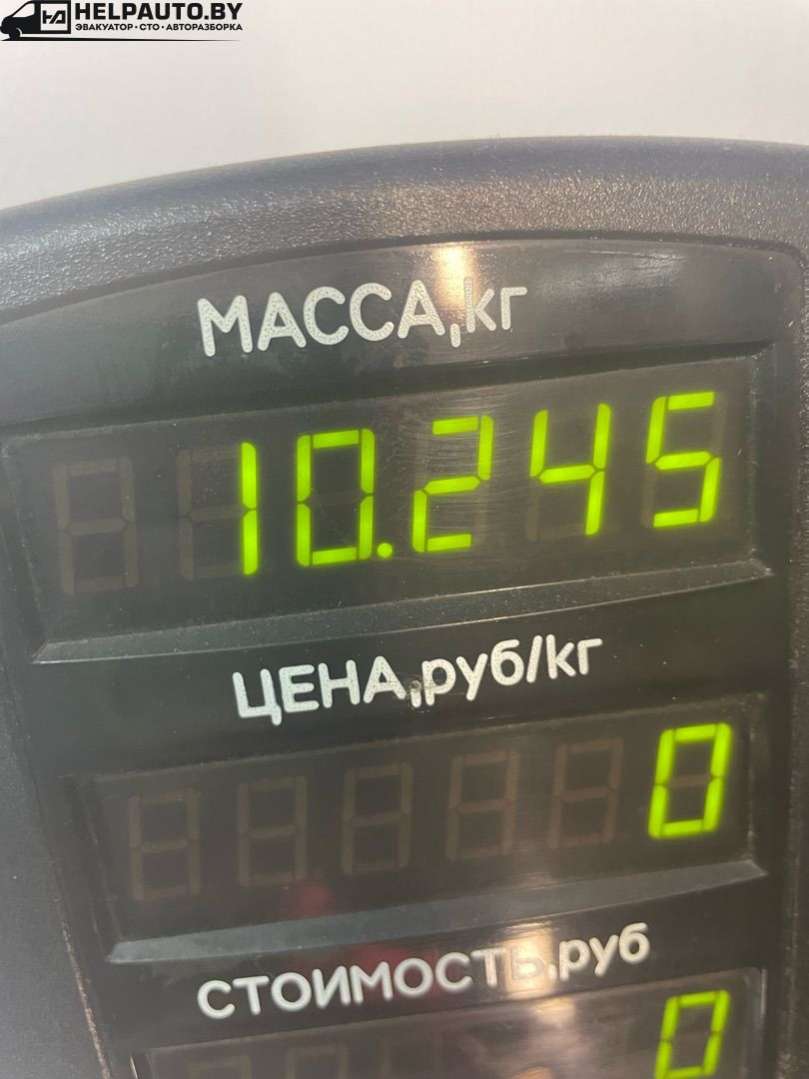 HELPAUTO.BY
ЭВАКУАТОР • СТО • АВТОРАЗБОРКА
МАССА,кг
10.245
ЦЕНА,руб/кг
0
СТОИМОСТЬ,руб
0